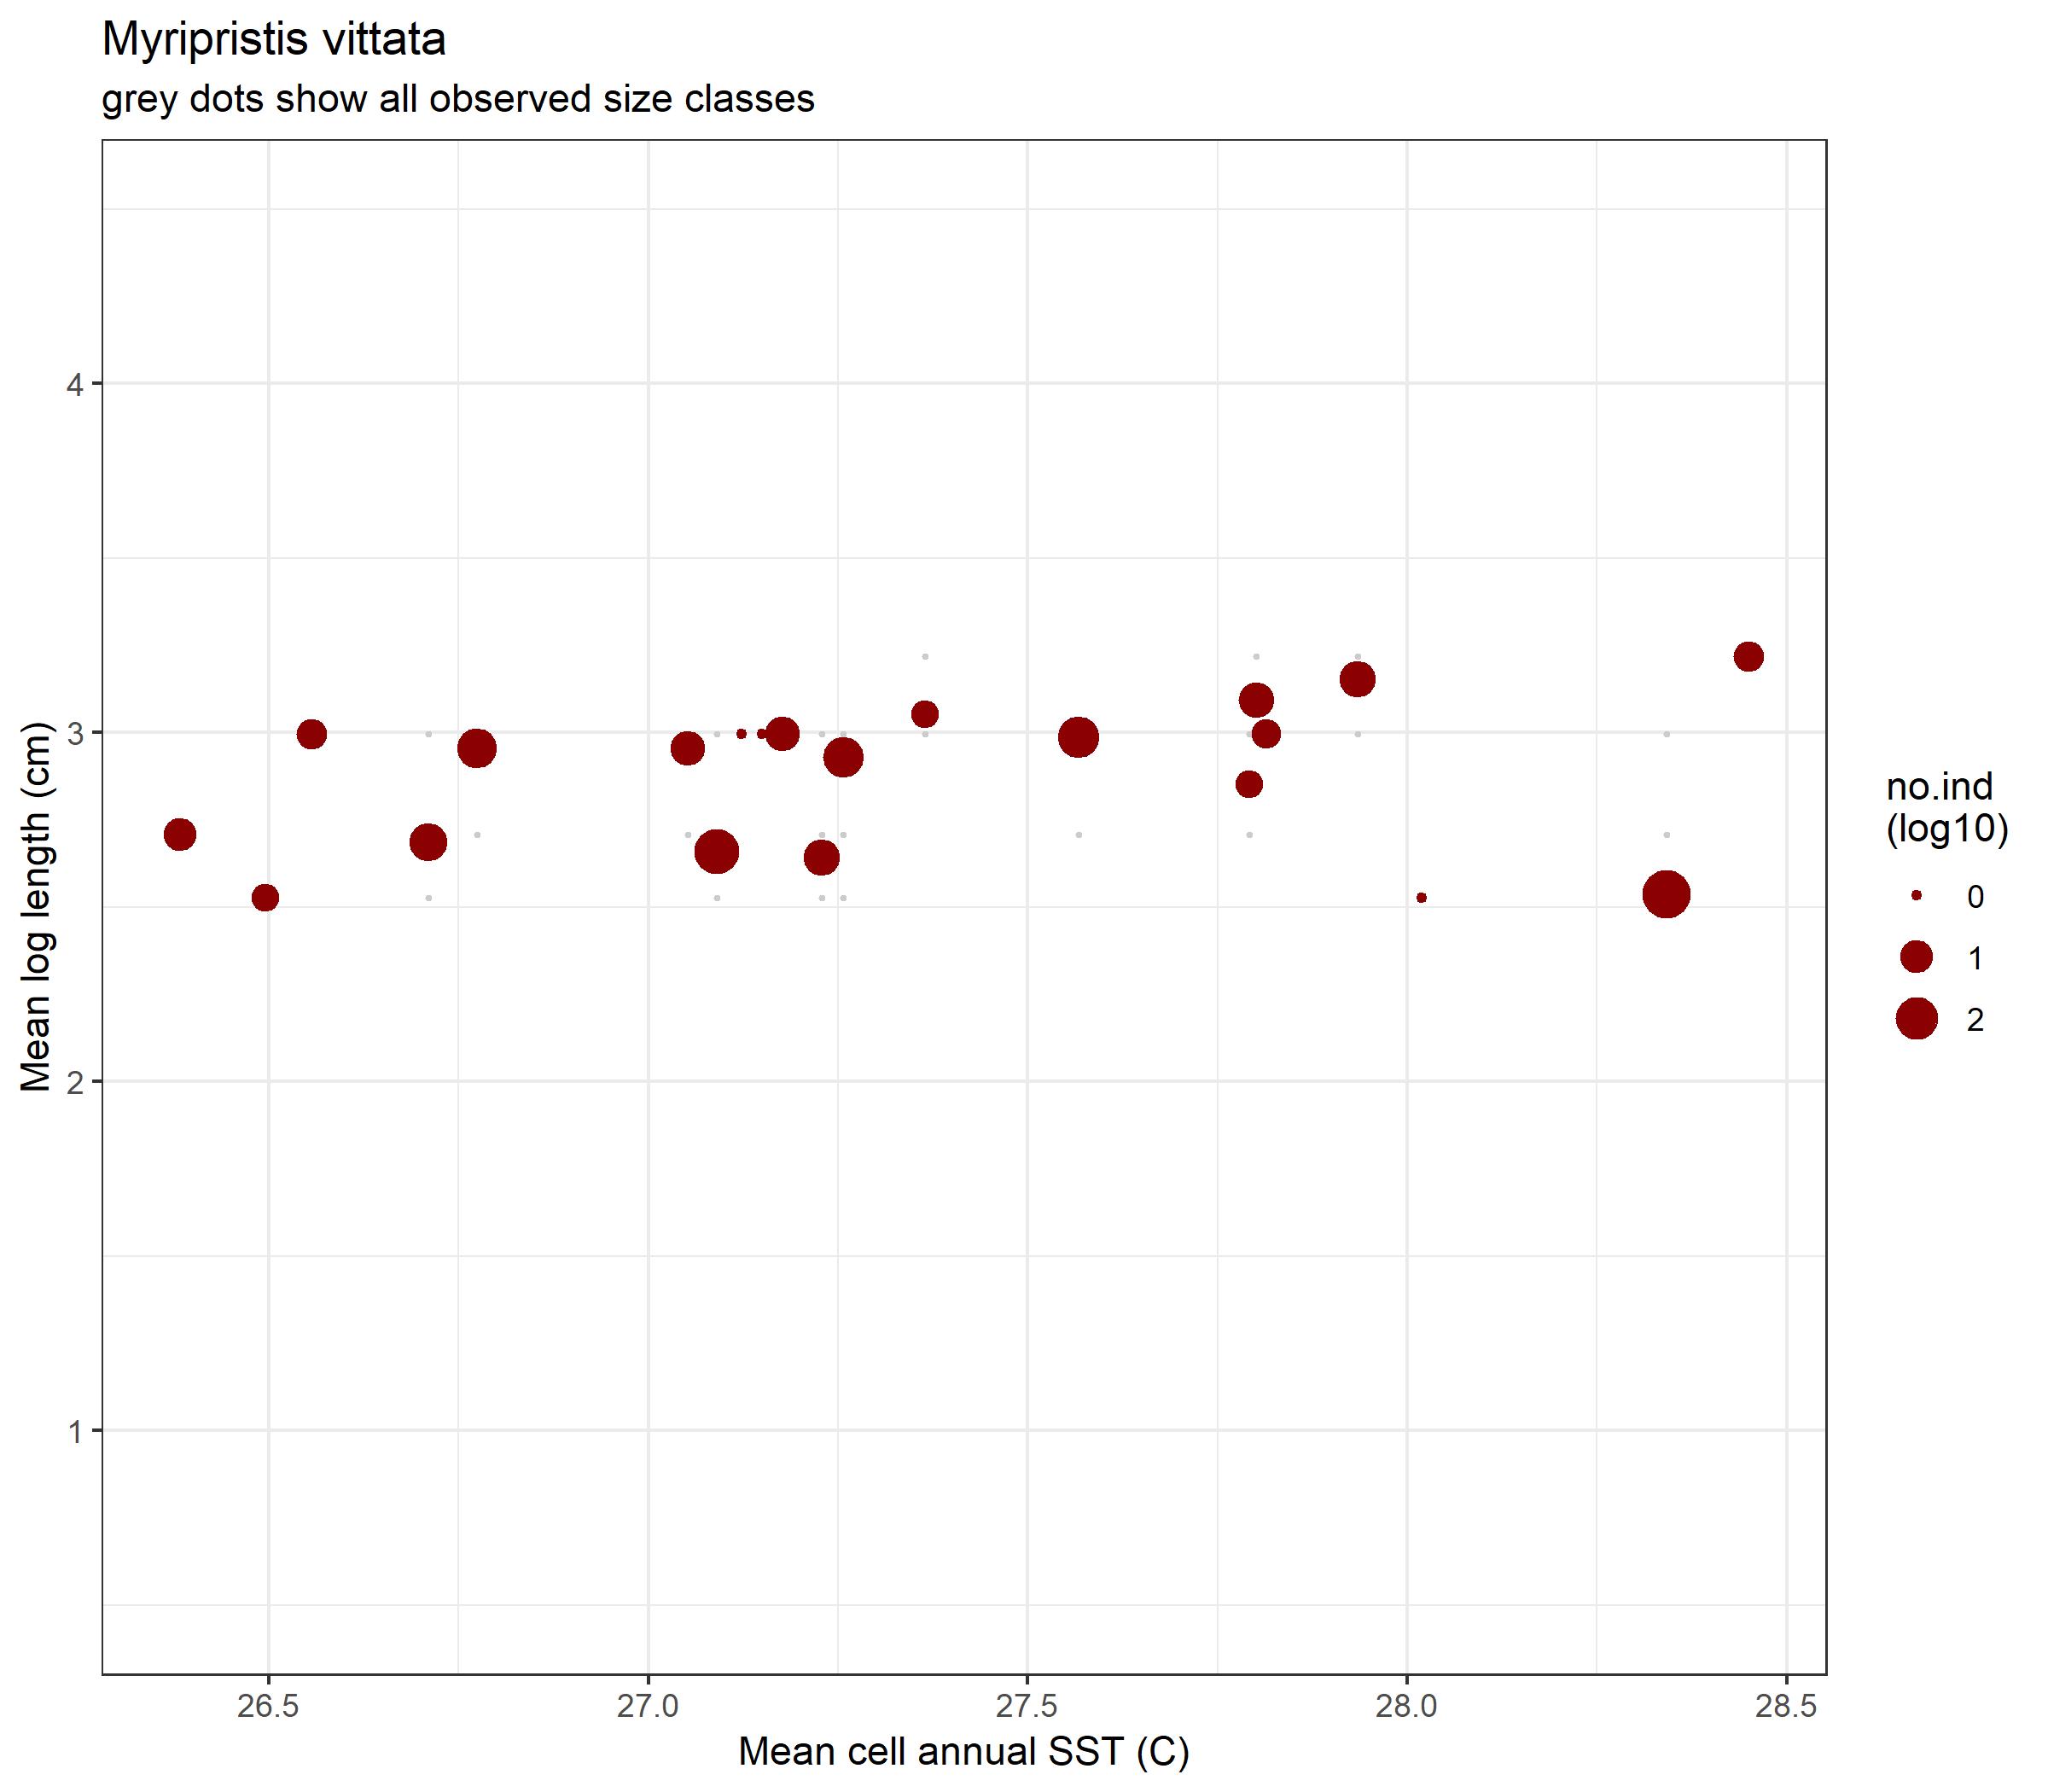 Myripristis vittata
grey dots show all observed size classes
Mean log length (cm)
4
3
2
1
26.5
27.0
27.5
28.0
28.5
Mean cell annual SST (C)
no.ind
(log10)
0
1
2